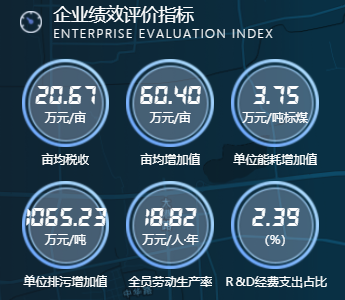 企业绩效评价指标
ENTERPRISE EVALUATION INDEX
20.67 60.40 3.75
万元/亩 万元/亩 万元/吨标煤
亩均税收 亩均增加值 单位能耗增加值
065.23 18.82 2.39
万元/吨 万元/人·年 (%)
单位排污增加值 全员劳动生产率 R&D经费支出占比